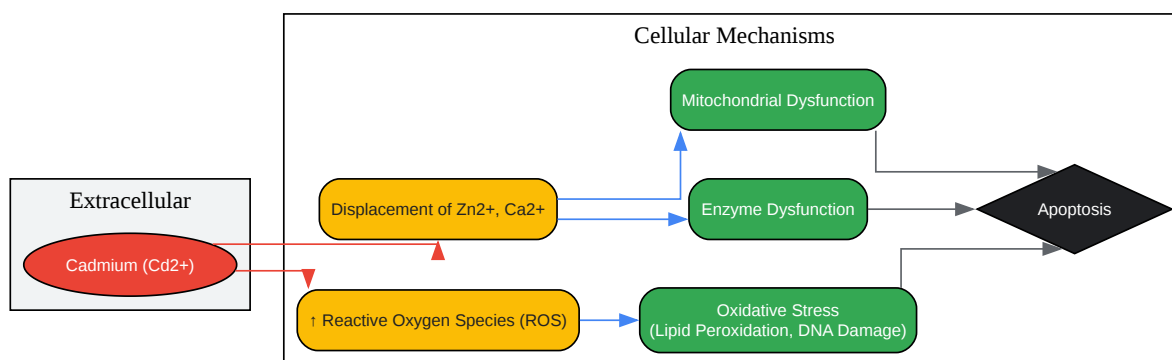 Cellular Mechanisms
Mitochondrial Dysfunction
Extracellular
Displacement of Zn2+, Ca2+
Enzyme Dysfunction
Apoptosis
Cadmium (Cd2+)
↑ Reactive Oxygen Species (ROS)
Oxidative Stress
(Lipid Peroxidation, DNA Damage)